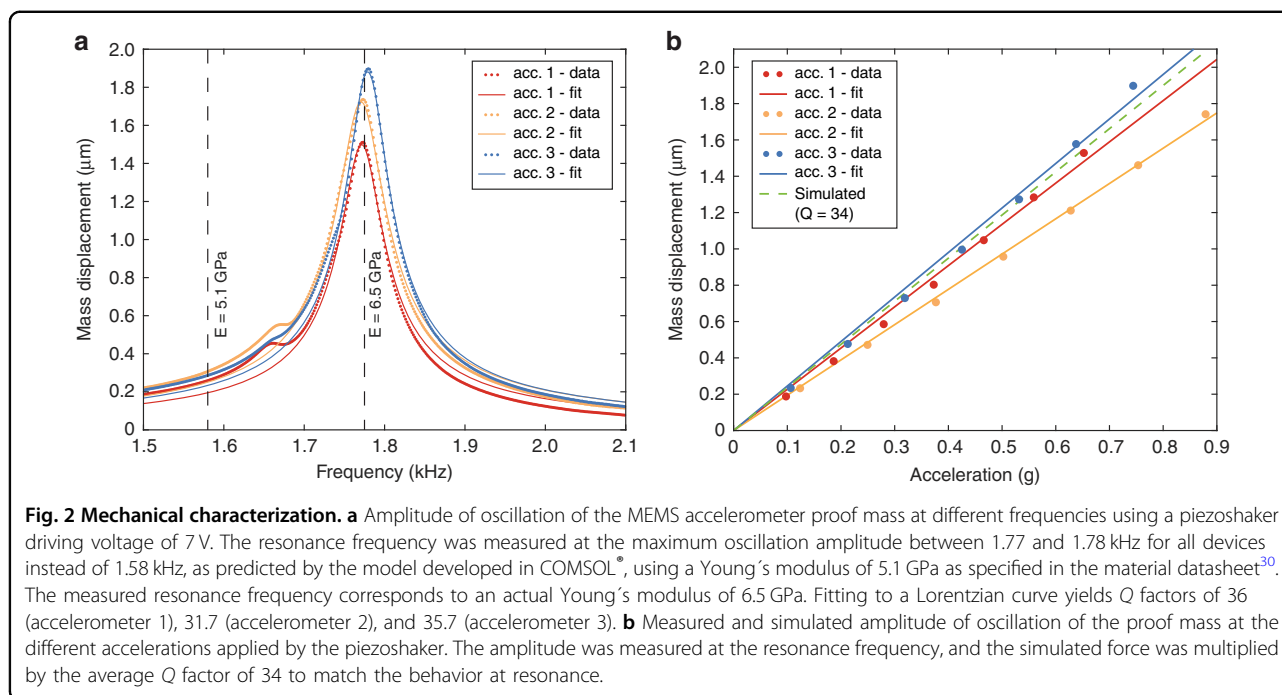 a
2.0
1.8
1.6
1.4
1.2
1.0
0.8
0.6
0.4
0.2
0
Mass displacement (μm)
1.5 1.6 1.7 1.8 1.9 2.0 2.1
Frequency (kHz)
E = 5.1 GPa
E = 6.5 GPa
acc. 1 - data
acc. 1 - fit
acc. 2 - data
acc. 2 - fit
acc. 3 - data
acc. 3 - fit
b
2.0
1.8
1.6
1.4
1.2
1.0
0.8
0.6
0.4
0.2
0
Mass displacement (μm)
0 0.1 0.2 0.3 0.4 0.5 0.6 0.7 0.8 0.9
Acceleration (g)
acc. 1 - data
acc. 1 - fit
acc. 2 - data
acc. 2 - fit
acc. 3 - data
acc. 3 - fit
Simulated
(Q = 34)
Fig. 2 Mechanical characterization. a Amplitude of oscillation of the MEMS accelerometer proof mass at different frequencies using a piezoshaker
driving voltage of 7 V. The resonance frequency was measured at the maximum oscillation amplitude between 1.77 and 1.78 kHz for all devices
instead of 1.58 kHz, as predicted by the model developed in COMSOL®, using a Young´s modulus of 5.1 GPa as specified in the material datasheet30.
The measured resonance frequency corresponds to an actual Young´s modulus of 6.5 GPa. Fitting to a Lorentzian curve yields Q factors of 36
(accelerometer 1), 31.7 (accelerometer 2), and 35.7 (accelerometer 3). b Measured and simulated amplitude of oscillation of the proof mass at the
different accelerations applied by the piezoshaker. The amplitude was measured at the resonance frequency, and the simulated force was multiplied
by the average Q factor of 34 to match the behavior at resonance.